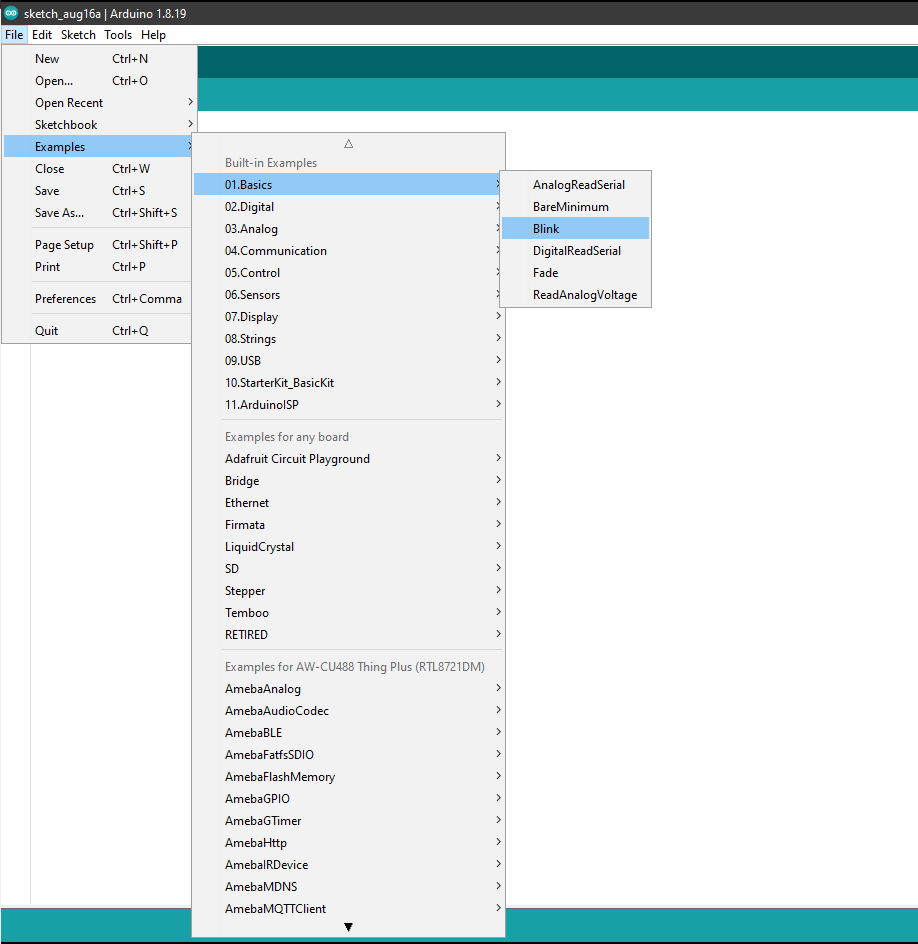 sketch_aug16a | Arduino 1.8.19
File Edit Sketch Tools Help
New Ctrl+N
Open... Ctrl+O
Open Recent
Sketchbook
Examples
Close Ctrl+W
Save Ctrl+S
Save As... Ctrl+Shift+S
Page Setup Ctrl+Shift+P
Print Ctrl+P
Preferences Ctrl+Comma
Quit Ctrl+Q
Built-in Examples
01.Basics
02.Digital
03.Analog
04.Communication
05.Control
06.Sensors
07.Display
08.Strings
09.USB
10.StarterKit_BasicKit
11.ArduinoISP
Examples for any board
Adafruit Circuit Playground
Bridge
Ethernet
Firmata
LiquidCrystal
SD
Stepper
Temboo
RETIRED
Examples for AW-CU488 Thing Plus (RTL8721DM)
AmebaAnalog
AmebaAudioCodec
AmebaBLE
AmebaFatfsSDIO
AmebaFlashMemory
AmebaGPIO
AmebaGTimer
AmebaHttp
AmebaIRDevice
AmebaMDNS
AmebaMQTTClient
AnalogReadSerial
BareMinimum
Blink
DigitalReadSerial
Fade
ReadAnalogVoltage